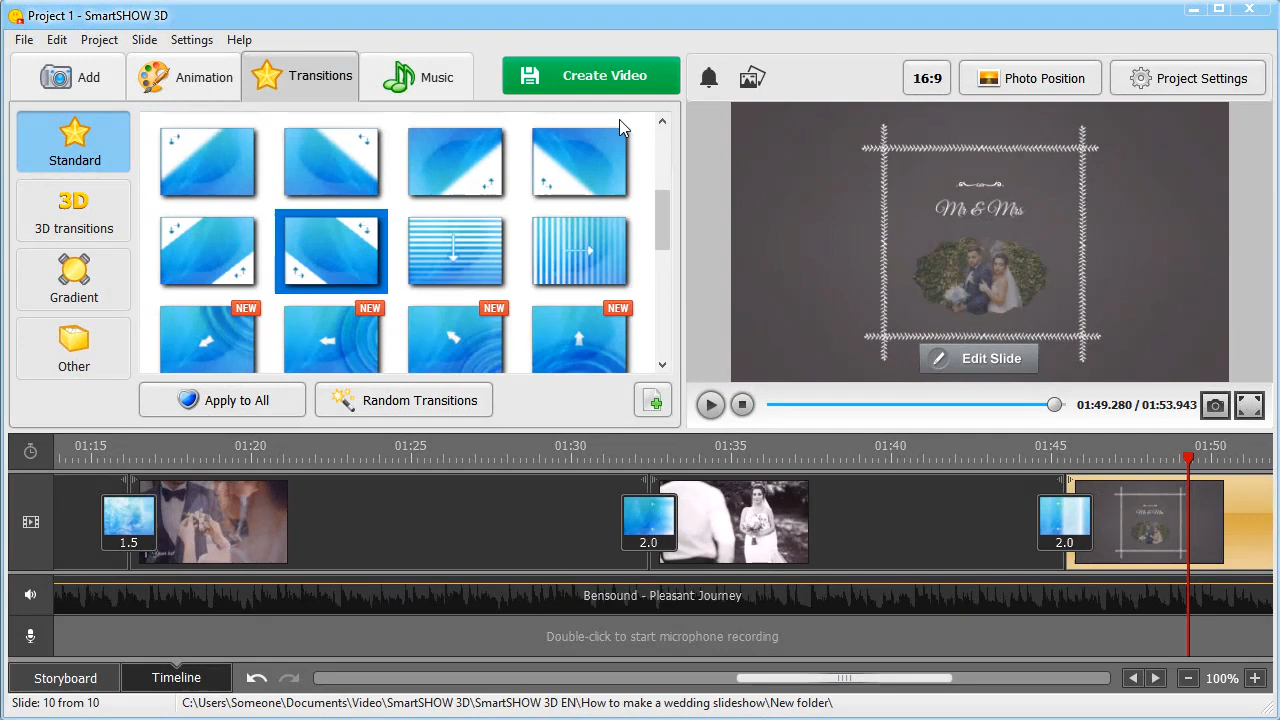 Project 1 - SmartSHOW 3D
File Edit Project Slide Settings Help
Add Animation Transitions Music Create Video 16:9 Photo Position Project Settings
Standard
3D
3D transitions
Gradient
Other
NEW NEW NEW NEW
Mr & Mrs
Edit Slide
Apply to All Random Transitions
01:49.280 / 01:53.943
01:15 01:20 01:25 01:30 01:35 01:40 01:45 01:50
1.5 2.0 2.0
Bensound - Pleasant Journey
Double-click to start microphone recording
Storyboard Timeline 100%
Slide: 10 from 10 C:\Users\Someone\Documents\Video\SmartSHOW 3D\SmartSHOW 3D EN\How to make a wedding slideshow\New folder\